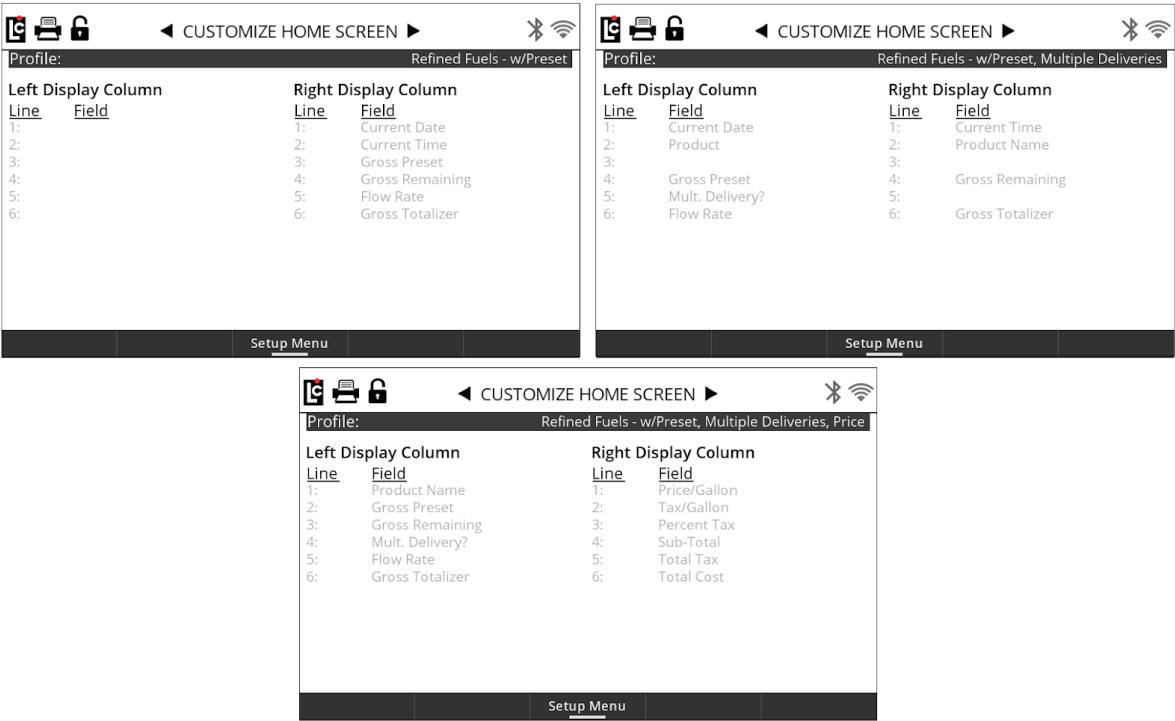 LC CUSTOMIZE HOME SCREEN
Profile: Refined Fuels - w/Preset
Left Display Column Right Display Column
Line Field Line Field
1: 1: Current Date
2: 2: Current Time
3: 3: Gross Preset
4: 4: Gross Remaining
5: 5: Flow Rate
6: 6: Gross Totalizer
Setup Menu
LC CUSTOMIZE HOME SCREEN
Profile: Refined Fuels - w/Preset, Multiple Deliveries
Left Display Column Right Display Column
Line Field Line Field
1: Current Date 1: Current Time
2: Product 2: Product Name
3: 3:
4: Gross Preset 4: Gross Remaining
5: Mult. Delivery? 5:
6: Flow Rate 6: Gross Totalizer
Setup Menu
LC CUSTOMIZE HOME SCREEN
Profile: Refined Fuels - w/Preset, Multiple Deliveries, Price
Left Display Column Right Display Column
Line Field Line Field
1: Product Name 1: Price/Gallon
2: Gross Preset 2: Tax/Gallon
3: Gross Remaining 3: Percent Tax
4: Mult. Delivery? 4: Sub-Total
5: Flow Rate 5: Total Tax
6: Gross Totalizer 6: Total Cost
Setup Menu